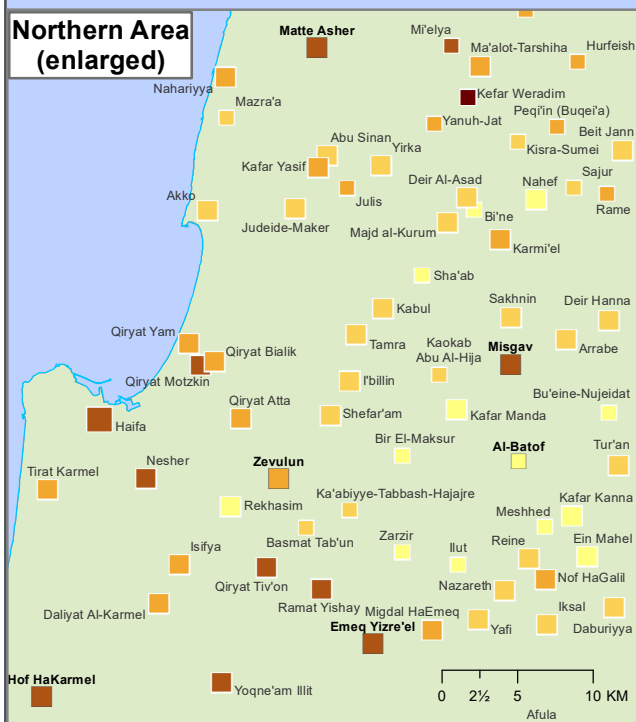 Northern Area
(enlarged)
Matte Asher
Mi'elya
Ma'alot-Tarshiha
Hurfeish
Nahariyya
Kefar Weradim
Mazra'a
Peqi'in (Buqei'a)
Yanuh-Jat
Beit Jann
Abu Sinan
Kisra-Sumei
Yirka
Kafar Yasif
Deir Al-Asad
Nahef
Sajur
Julis
Akko
Bi'ne
Rame
Judeide-Maker
Majd al-Kurum
Karmi'el
Sha'ab
Kabul
Sakhnin
Deir Hanna
Qiryat Yam
Tamra
Kaokab
Abu Al-Hija
Misgav
Arrabe
Qiryat Bialik
Qiryat Motzkin
I'billin
Bu'eine-Nujeidat
Qiryat Atta
Shefar'am
Kafar Manda
Haifa
Bir El-Maksur
Al-Batof
Tur'an
Zevulun
Tirat Karmel
Nesher
Ka'abiyye-Tabbash-Hajajre
Kafar Kanna
Rekhasim
Meshhed
Basmat Tab'un
Zarzir
Ilut
Reine
Ein Mahel
Isifya
Qiryat Tiv'on
Nazareth
Nof HaGalil
Daliyat Al-Karmel
Ramat Yishay
Migdal HaEmeq
Iksal
Emeq Yizre'el
Yafi
Daburiyya
Hof HaKarmel
Yoqne'am Illit
0 2½ 5 10 KM
Afula